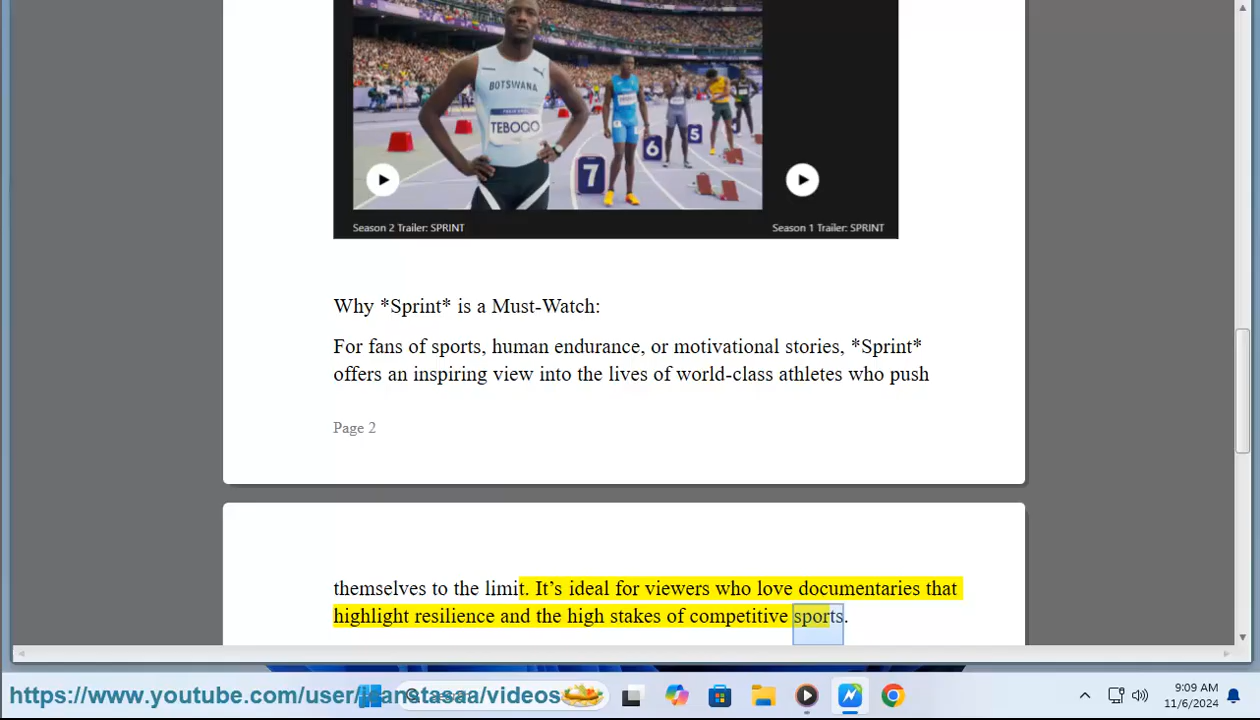 BOTSWANA
TEBOGO
7
6
5
Season 2 Trailer: SPRINT
Season 1 Trailer: SPRINT
Why *Sprint* is a Must-Watch:
For fans of sports, human endurance, or motivational stories, *Sprint*
offers an inspiring view into the lives of world-class athletes who push
Page 2
themselves to the limit. It’s ideal for viewers who love documentaries that
highlight resilience and the high stakes of competitive sports.
https://www.youtube.com/user/jeanstasaa/videos
9:09 AM
11/6/2024